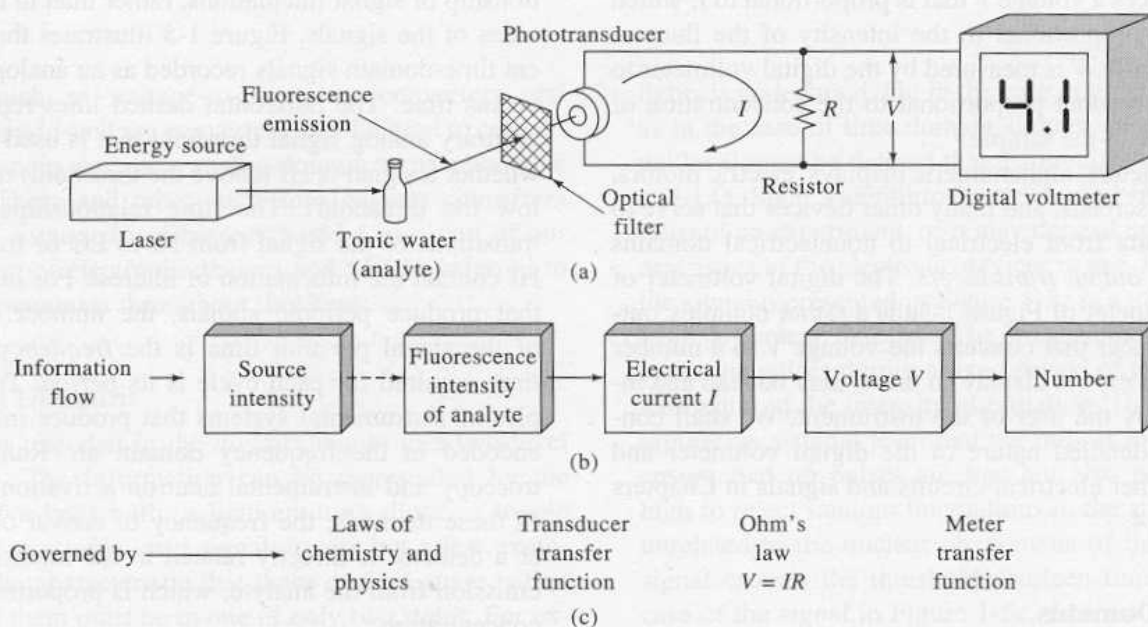 Phototransducer
Fluorescence
emission
Energy source
R
41.1
Resistor
Optical
filter
Digital voltmeter
Laser
Tonic water
(analyte)
(a)
Information
flow
Source
intensity
Fluorescence
intensity
of analyte
Electrical
current I
Voltage V
Number
(b)
Governed by
Laws of
chemistry and
physics
Transducer
transfer
function
Ohm's
law
V = IR
Meter
transfer
function
(c)